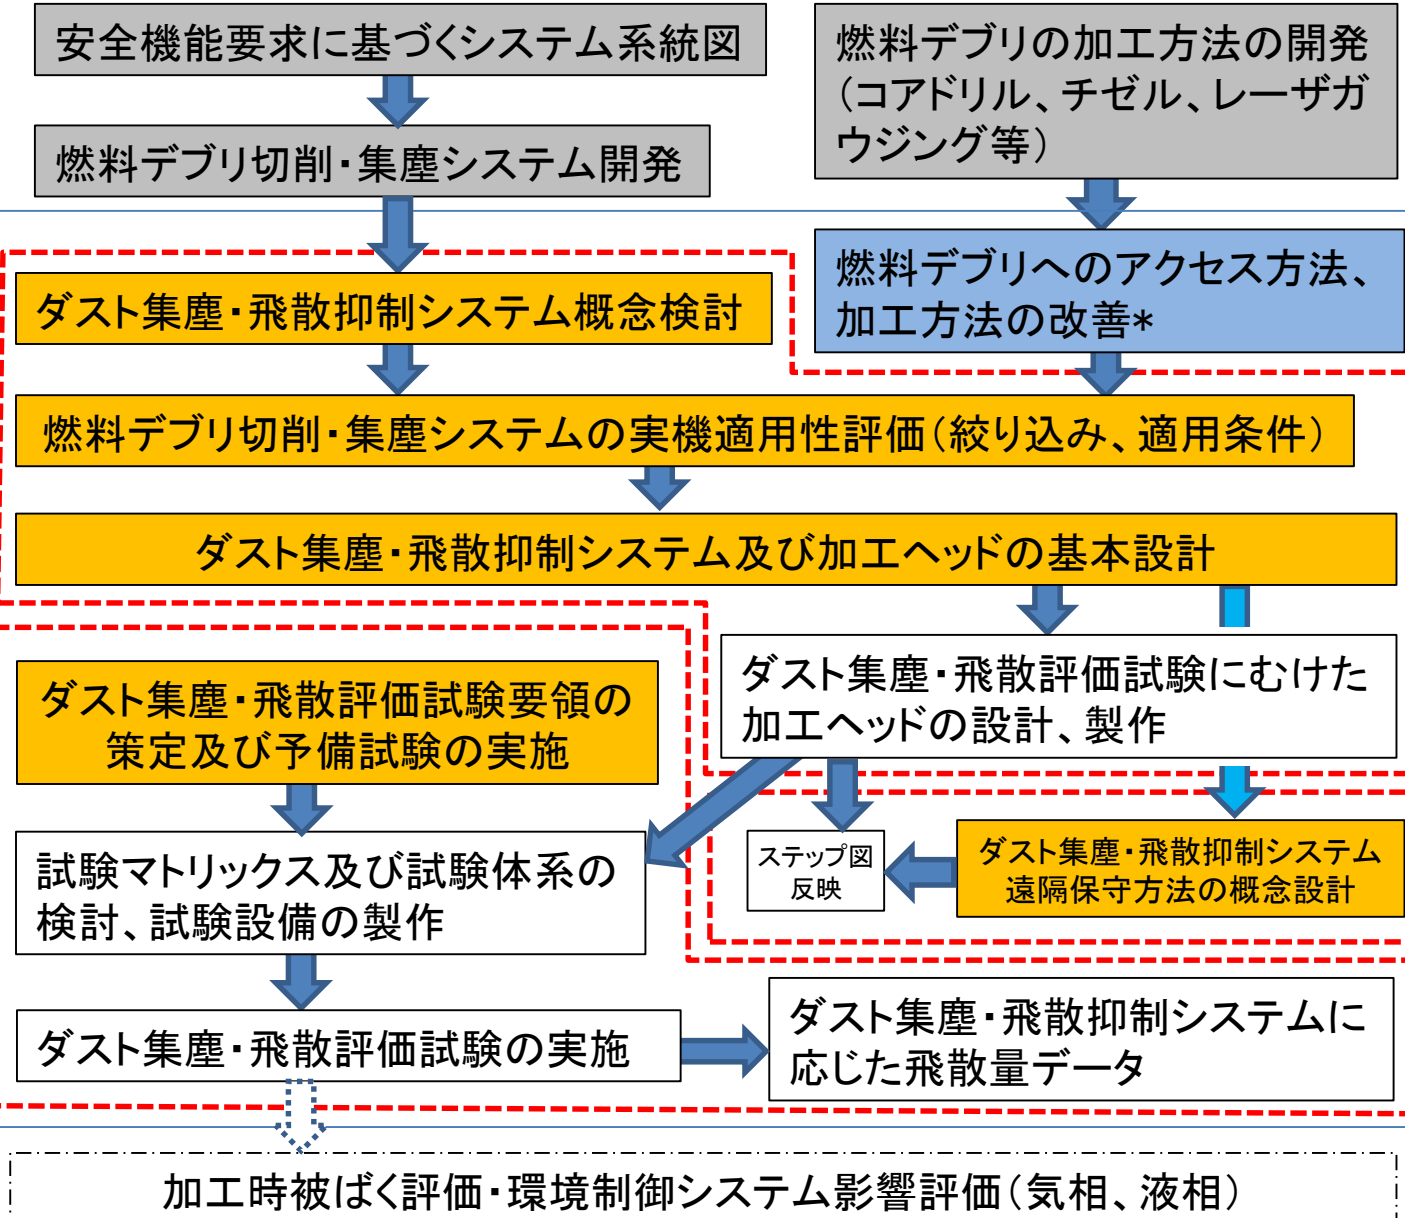 安全機能要求に基づくシステム系統図
燃料デブリ切削・集塵システム開発
燃料デブリの加工方法の開発
（コアドリル、チゼル、レーザガ
ウジング等）
燃料デブリへのアクセス方法、
加工方法の改善*
ダスト集塵・飛散抑制システム概念検討
燃料デブリ切削・集塵システムの実機適用性評価（絞り込み、適用条件）
ダスト集塵・飛散抑制システム及び加工ヘッドの基本設計
ダスト集塵・飛散評価試験にむけた
加工ヘッドの設計、製作
ダスト集塵・飛散評価試験要領の
策定及び予備試験の実施
ステップ図
反映
ダスト集塵・飛散抑制システム
遠隔保守方法の概念設計
試験マトリックス及び試験体系の
検討、試験設備の製作
ダスト集塵・飛散評価試験の実施
ダスト集塵・飛散抑制システムに
応じた飛散量データ
加工時被ばく評価・環境制御システム影響評価（気相、液相）